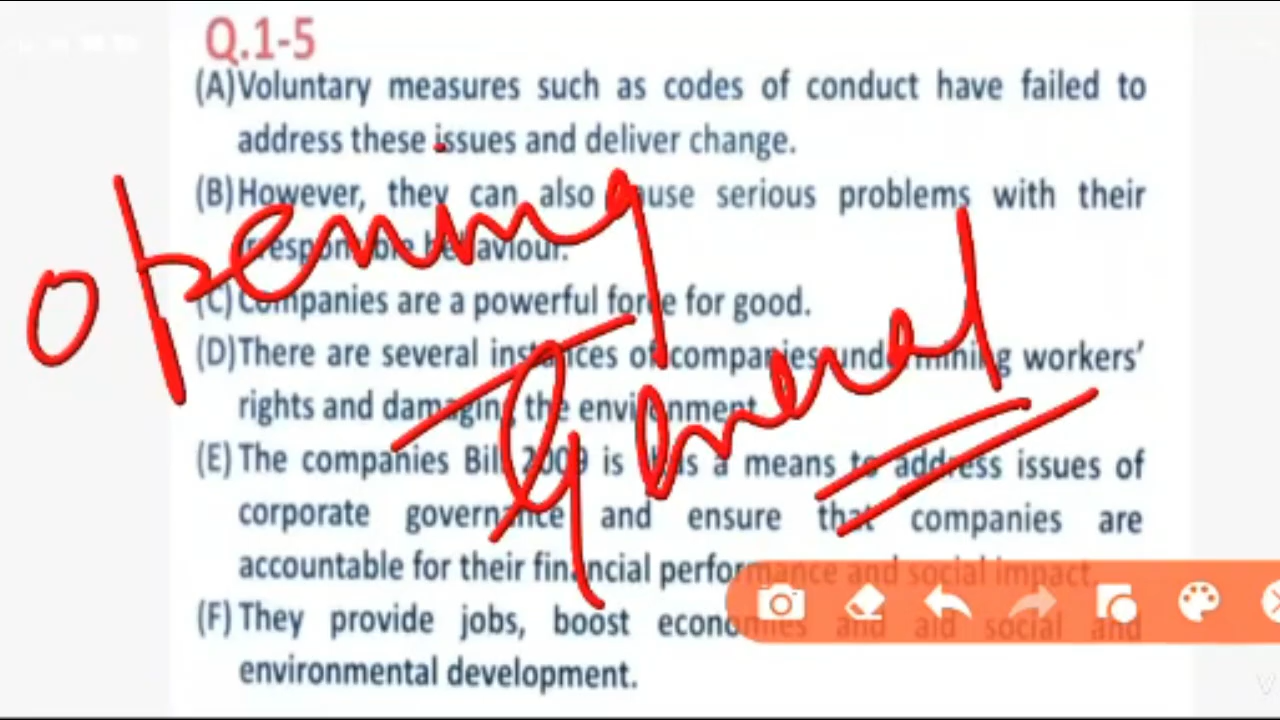 Q.1-5
(A) Voluntary measures such as codes of conduct have failed to
address these issues and deliver change.
(B) However, they can also cause serious problems with their
irresponsible behaviour.
(C) Companies are a powerful force for good.
(D) There are several instances of companies undermining workers'
rights and damaging the environment.
(E) The companies Bill 2009 is thus a means to address issues of
corporate governance and ensure that companies are
accountable for their financial performance and social impact.
(F) They provide jobs, boost economies and aid social and
environmental development.
opening
General